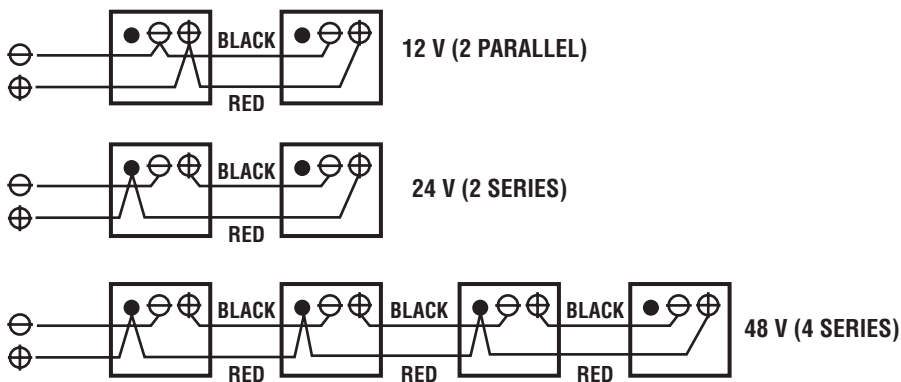 BLACK
12 V (2 PARALLEL)
RED
BLACK
24 V (2 SERIES)
RED
BLACK BLACK BLACK
48 V (4 SERIES)
RED RED RED